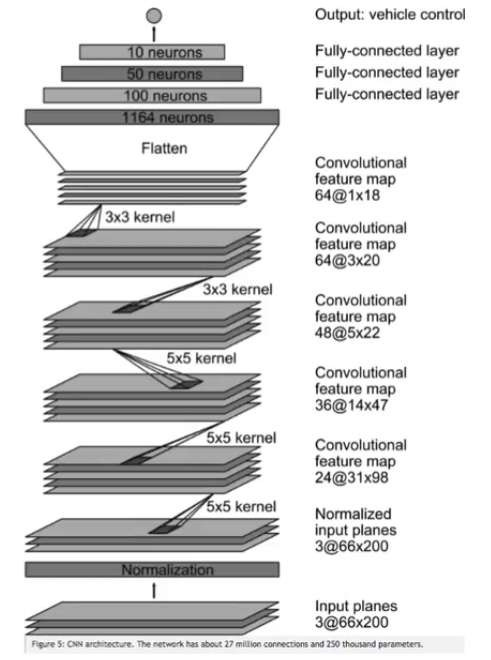 Output: vehicle control
10 neurons
Fully-connected layer
50 neurons
Fully-connected layer
100 neurons
Fully-connected layer
1164 neurons
Flatten
Convolutional
feature map
64@1x18
3x3 kernel
Convolutional
feature map
64@3x20
3x3 kernel
Convolutional
feature map
48@5x22
5x5 kernel
Convolutional
feature map
36@14x47
5x5 kernel
Convolutional
feature map
24@31x98
5x5 kernel
Normalized
input planes
3@66x200
Normalization
Input planes
3@66x200
Figure 5: CNN architecture. The network has about 27 million connections and 250 thousand parameters.